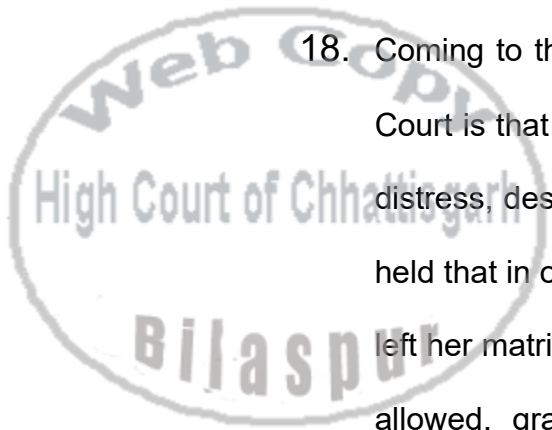 Web Copy
High Court of Chhattisgarh
Bilaspur
18. Coming to th
Court is that
distress, des
held that in c
left her matri
allowed, gra